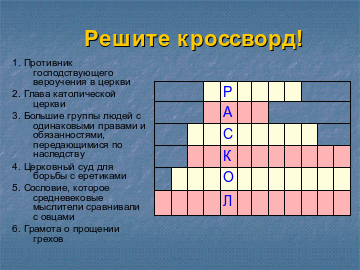 Решите кроссворд!
1. Противник
господствующего
вероучения в церкви
2. Глава католической
церкви
3. Большие группы людей с
одинаковыми правами и
обязанностями,
передающимися по
наследству
4. Церковный суд для
борьбы с еретиками
5. Сословие, которое
средневековые
мыслители сравнивали
с овцами
6. Грамота о прощении
грехов
Р
А
С
К
О
Л